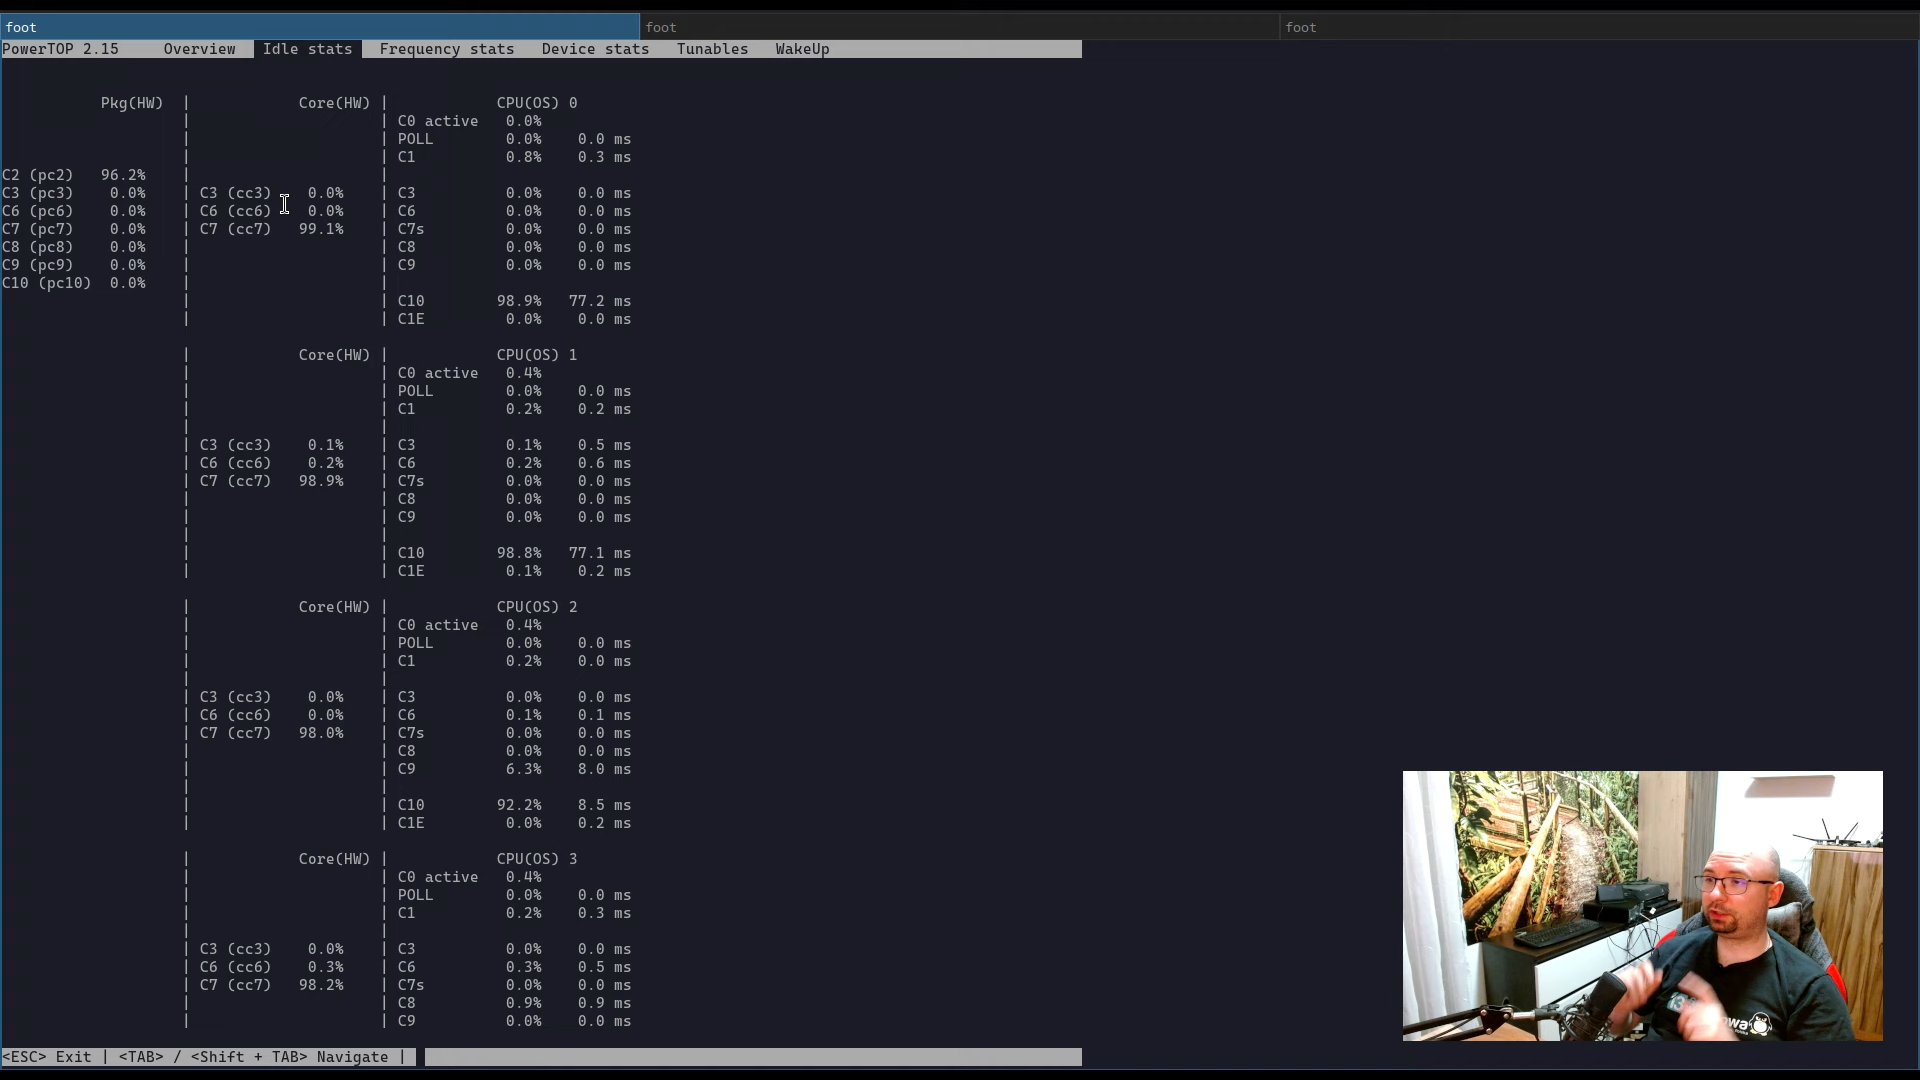 foot foot foot
PowerTOP 2.15 Overview Idle stats Frequency stats Device stats Tunables WakeUp
Pkg(HW) | Core(HW) | CPU(OS) 0
| | C0 active 0.0%
| | POLL 0.0% 0.0 ms
| | C1 0.8% 0.3 ms
C2 (pc2) 96.2% | |
C3 (pc3) 0.0% | C3 (cc3) 0.0% | C3 0.0% 0.0 ms
C6 (pc6) 0.0% | C6 (cc6) 0.0% | C6 0.0% 0.0 ms
C7 (pc7) 0.0% | C7 (cc7) 99.1% | C7s 0.0% 0.0 ms
C8 (pc8) 0.0% | | C8 0.0% 0.0 ms
C9 (pc9) 0.0% | | C9 0.0% 0.0 ms
C10 (pc10) 0.0% | |
| | C10 98.9% 77.2 ms
| | C1E 0.0% 0.0 ms
| Core(HW) | CPU(OS) 1
| | C0 active 0.4%
| | POLL 0.0% 0.0 ms
| | C1 0.2% 0.2 ms
| |
| C3 (cc3) 0.1% | C3 0.1% 0.5 ms
| C6 (cc6) 0.2% | C6 0.2% 0.6 ms
| C7 (cc7) 98.9% | C7s 0.0% 0.0 ms
| | C8 0.0% 0.0 ms
| | C9 0.0% 0.0 ms
| |
| | C10 98.8% 77.1 ms
| | C1E 0.1% 0.2 ms
| Core(HW) | CPU(OS) 2
| | C0 active 0.4%
| | POLL 0.0% 0.0 ms
| | C1 0.2% 0.0 ms
| |
| C3 (cc3) 0.0% | C3 0.0% 0.0 ms
| C6 (cc6) 0.0% | C6 0.1% 0.1 ms
| C7 (cc7) 98.0% | C7s 0.0% 0.0 ms
| | C8 0.0% 0.0 ms
| | C9 6.3% 8.0 ms
| |
| | C10 92.2% 8.5 ms
| | C1E 0.0% 0.2 ms
| Core(HW) | CPU(OS) 3
| | C0 active 0.4%
| | POLL 0.0% 0.0 ms
| | C1 0.2% 0.3 ms
| |
| C3 (cc3) 0.0% | C3 0.0% 0.0 ms
| C6 (cc6) 0.3% | C6 0.3% 0.5 ms
| C7 (cc7) 98.2% | C7s 0.0% 0.0 ms
| | C8 0.9% 0.9 ms
| | C9 0.0% 0.0 ms
<ESC> Exit | <TAB> / <Shift + TAB> Navigate |